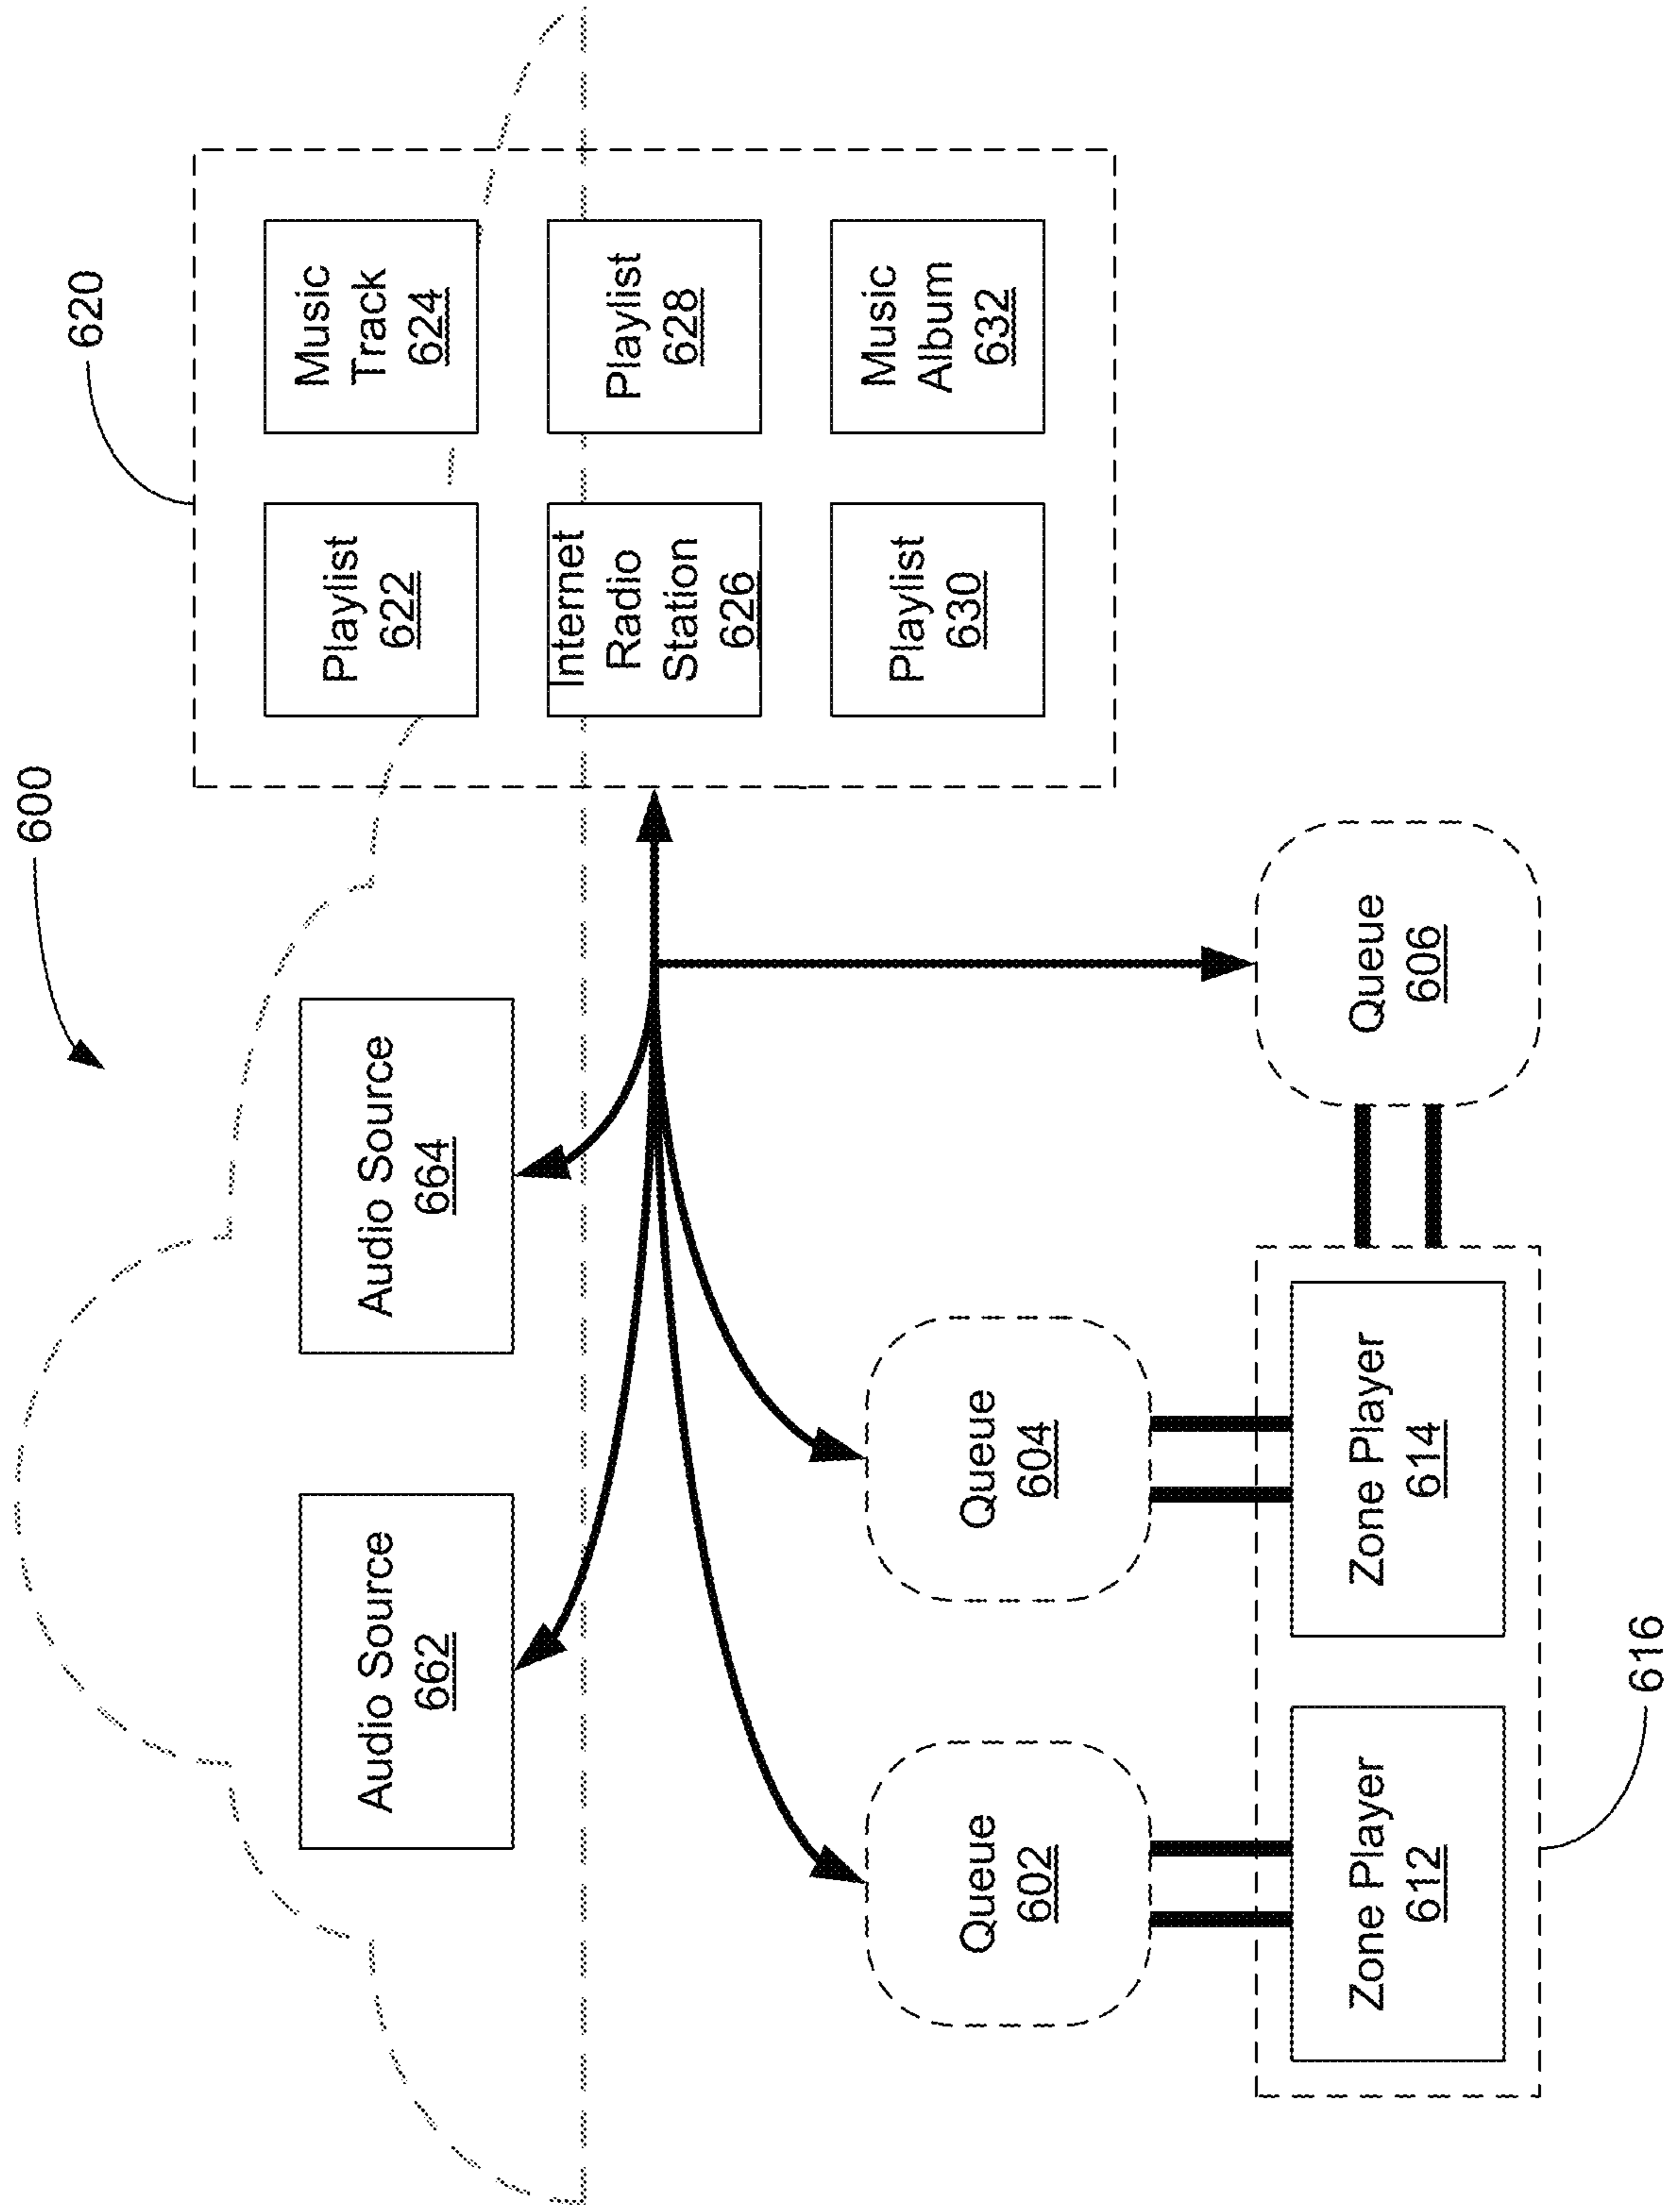 600
620
Audio Source
662
Audio Source
664
Playlist
622
Music
Track
624
Internet
Radio
Station
626
Playlist
628
Playlist
630
Music
Album
632
Queue
602
Queue
604
Queue
606
Zone Player
612
Zone Player
614
616